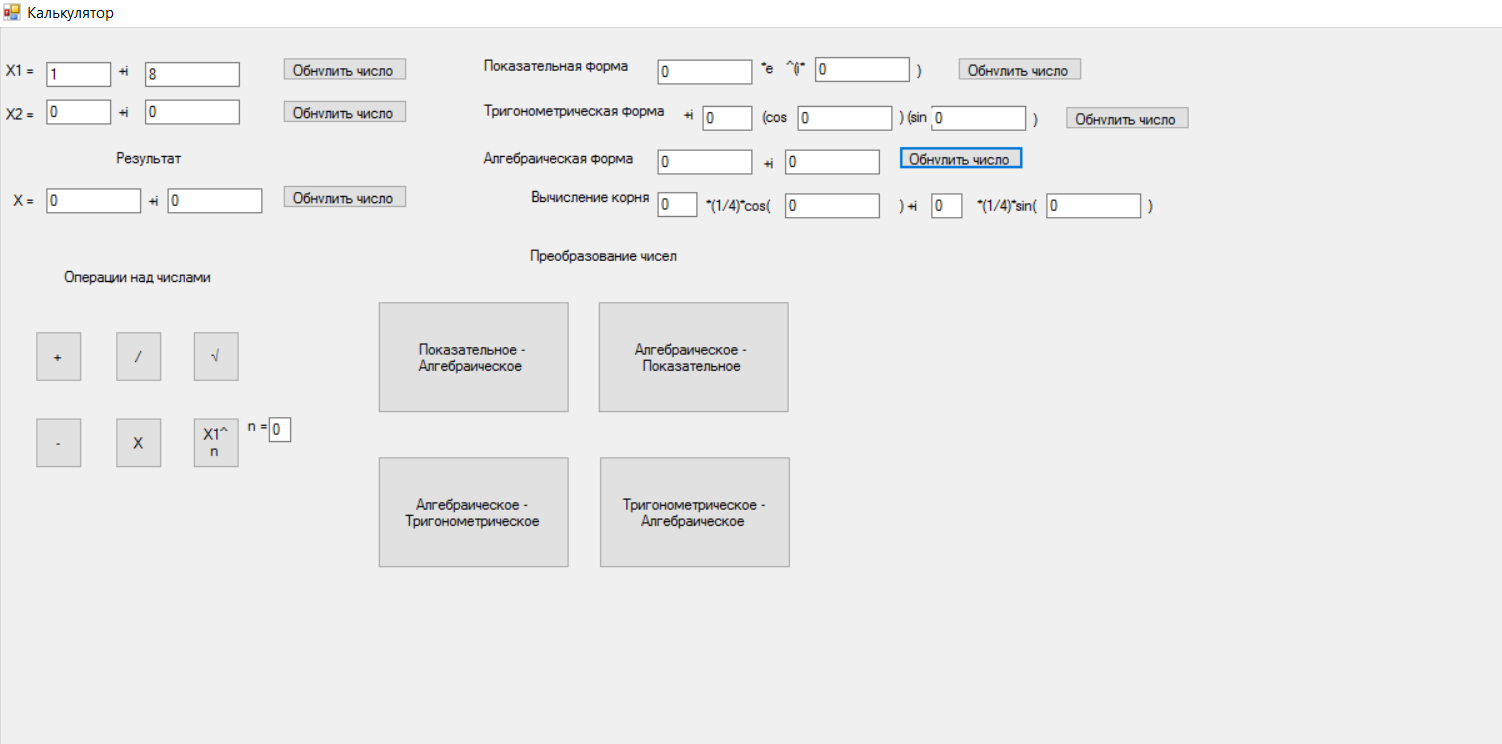 Калькулятор
X1 = 1 +i 8 Обнулить число
X2 = 0 +i 0 Обнулить число
Результат
X = 0 +i 0 Обнулить число
Показательная форма 0 *e ^(i* 0 ) Обнулить число
Тригонометрическая форма +i 0 (cos 0 ) (sin 0 ) Обнулить число
Алгебраическая форма 0 +i 0 Обнулить число
Вычисление корня 0 *(1/4)*cos( 0 ) +i 0 *(1/4)*sin( 0 )
Операции над числами
+ / √
- X X1^
n
n = 0
Преобразование чисел
Показательное -
Алгебраическое
Алгебраическое -
Показательное
Алгебраическое -
Тригонометрическое
Тригонометрическое -
Алгебраическое